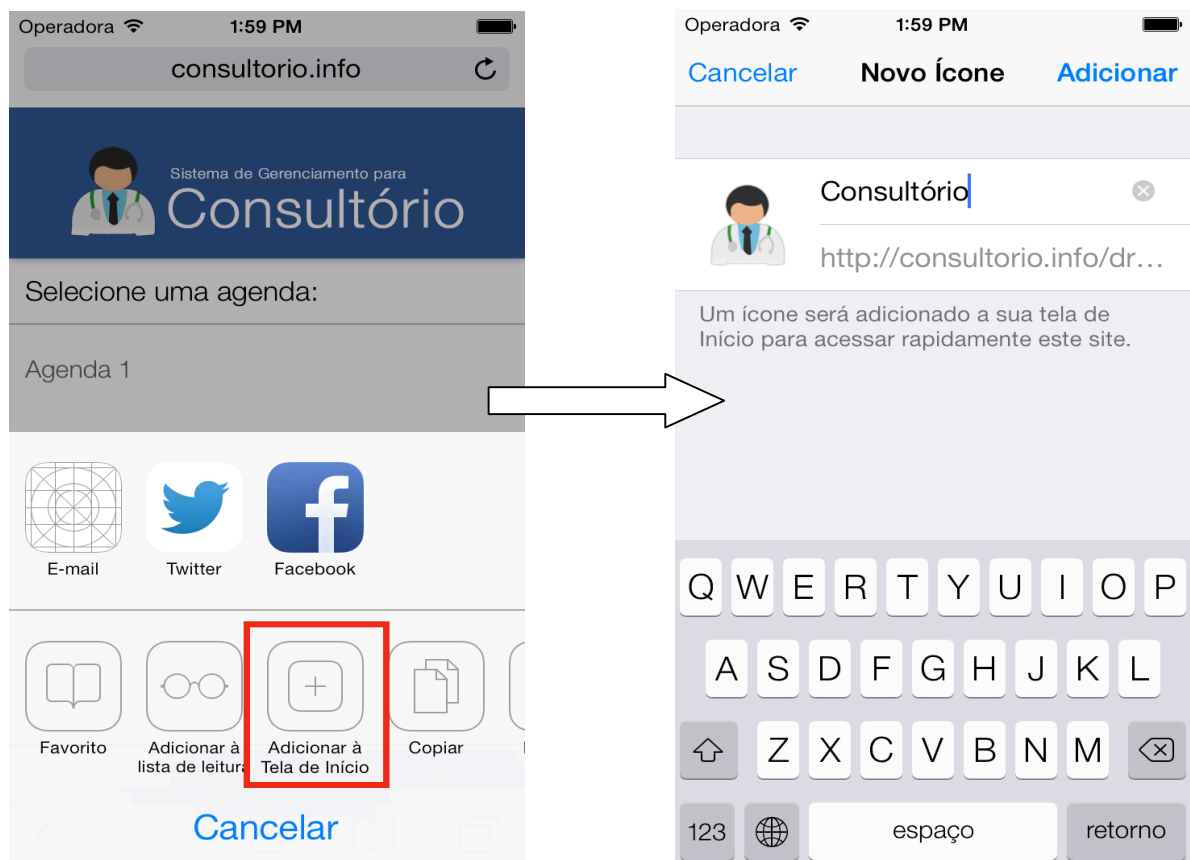 Operadora 1:59 PM
consultorio.info
Sistema de Gerenciamento para
Consultório
Selecione uma agenda:
Agenda 1
E-mail Twitter Facebook
Favorito Adicionar à lista de leitura Adicionar à Tela de Início Copiar
Cancelar
Operadora 1:59 PM
Cancelar Novo Ícone Adicionar
Consultório
http://consultorio.info/dr...
Um ícone será adicionado a sua tela de
Início para acessar rapidamente este site.
Q W E R T Y U I O P
A S D F G H J K L
Z X C V B N M
123 espaço retorno